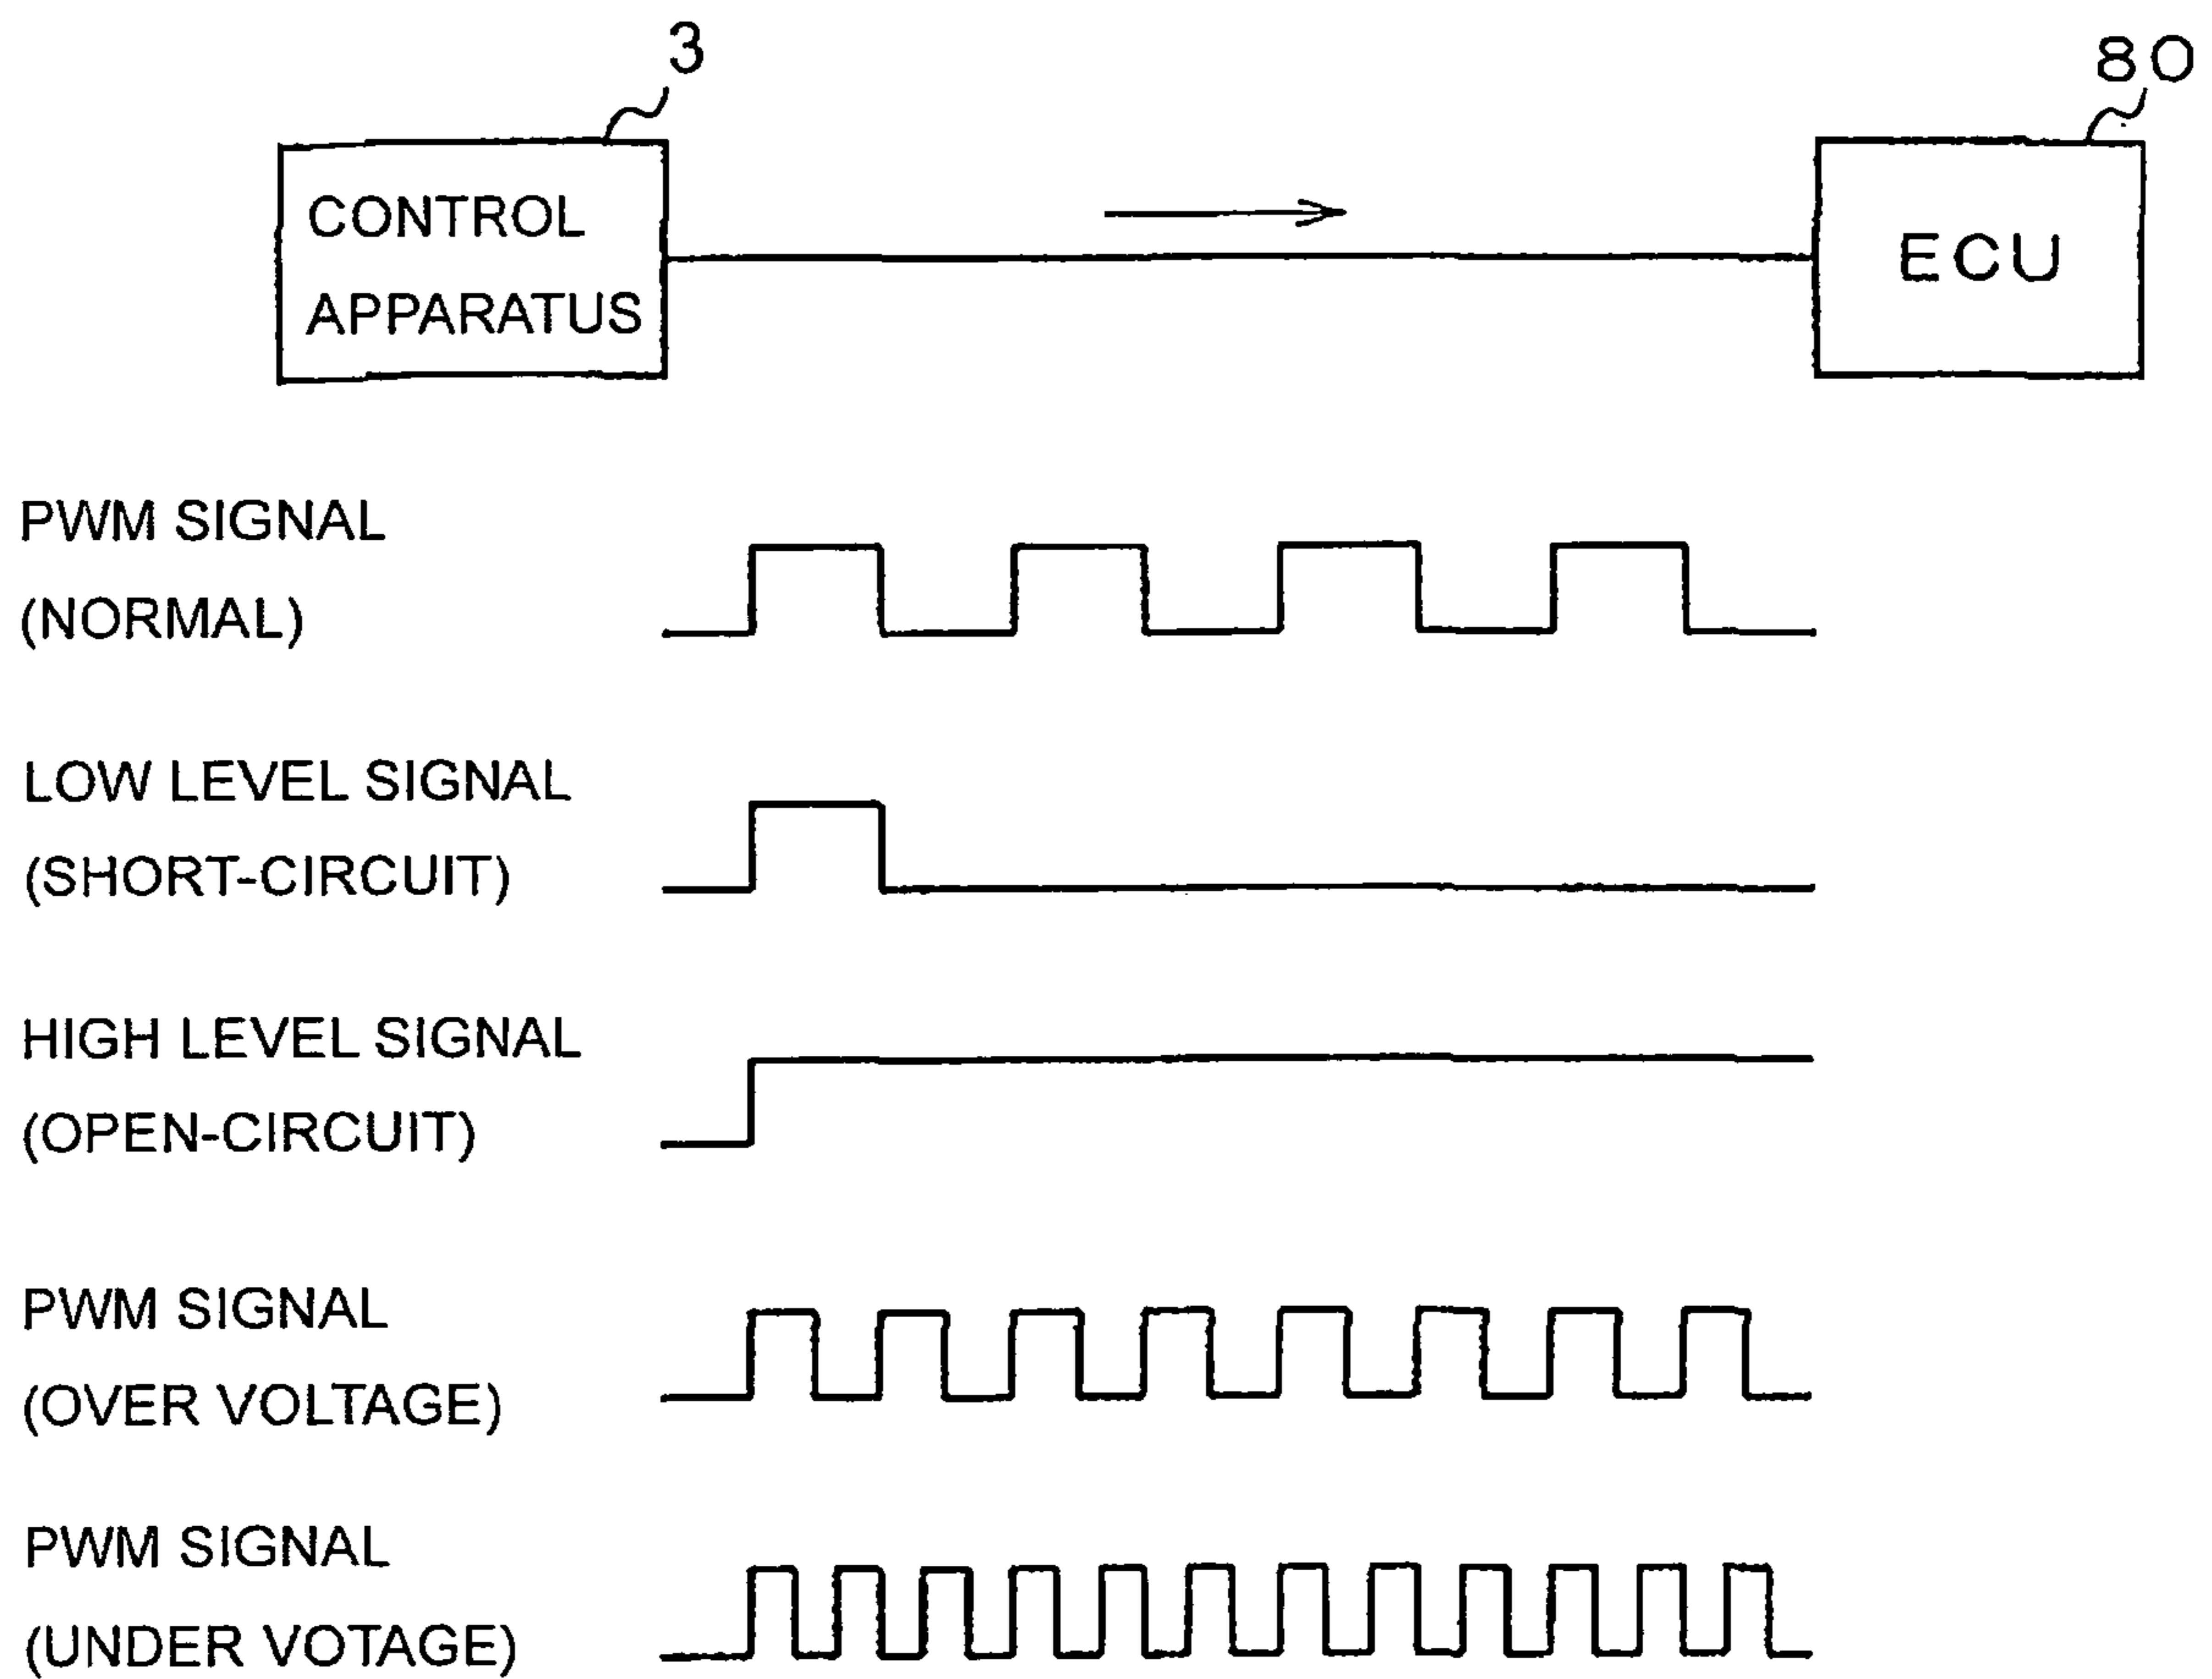 3
80
CONTROL
APPARATUS
ECU
PWM SIGNAL
(NORMAL)
LOW LEVEL SIGNAL
(SHORT-CIRCUIT)
HIGH LEVEL SIGNAL
(OPEN-CIRCUIT)
PWM SIGNAL
(OVER VOLTAGE)
PWM SIGNAL
(UNDER VOTAGE)